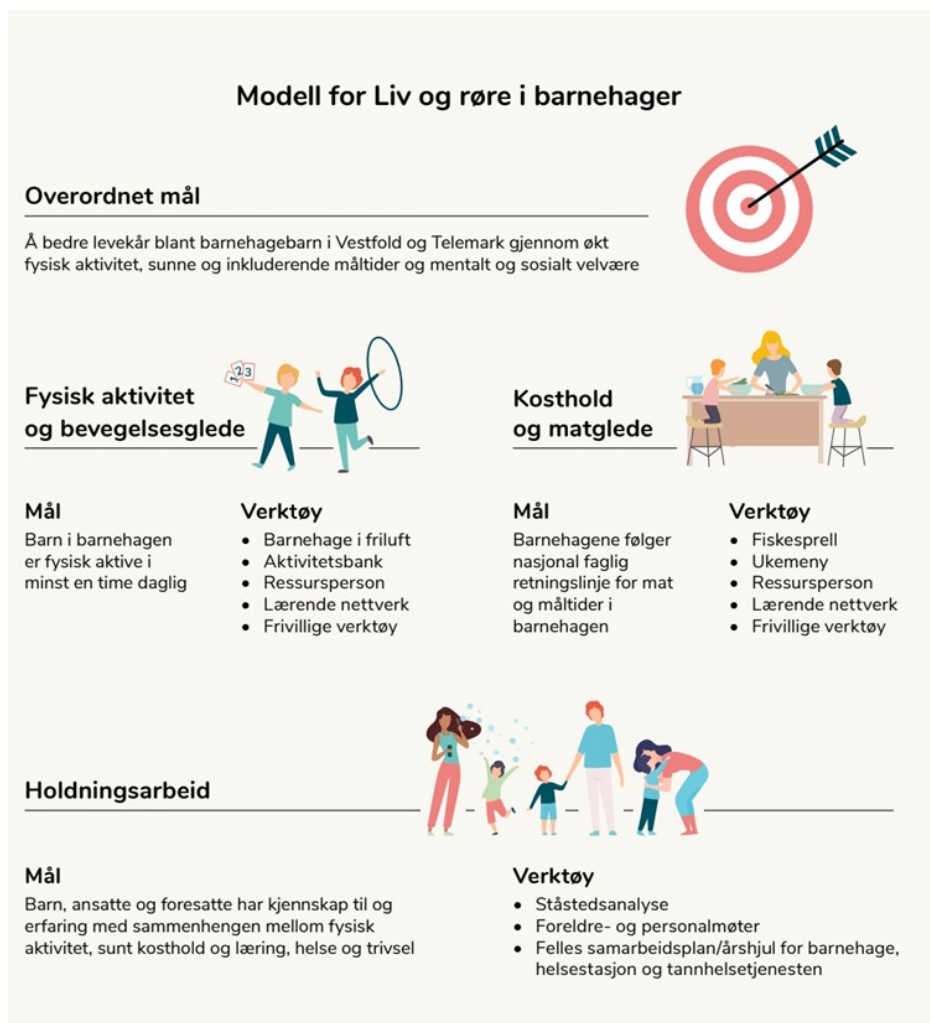 Modell for Liv og røre i barnehager
Overordnet mål
Å bedre levekår blant barnehagebarn i Vestfold og Telemark gjennom økt
fysisk aktivitet, sunne og inkluderende måltider og mentalt og sosialt velvære
1 2 3
Fysisk aktivitet
og bevegelsesglede
Mål
Barn i barnehagen
er fysisk aktive i
minst en time daglig
Verktøy
• Barnehage i friluft
• Aktivitetsbank
• Ressursperson
• Lærende nettverk
• Frivillige verktøy
Kosthold
og matglede
Mål
Barnehagene følger
nasjonal faglig
retningslinje for mat
og måltider i
barnehagen
Verktøy
• Fiskesprell
• Ukemeny
• Ressursperson
• Lærende nettverk
• Frivillige verktøy
Holdningsarbeid
Mål
Barn, ansatte og foresatte har kjennskap til og
erfaring med sammenhengen mellom fysisk
aktivitet, sunt kosthold og læring, helse og trivsel
Verktøy
• Ståstedsanalyse
• Foreldre- og personalmøter
• Felles samarbeidsplan/årshjul for barnehage,
helsestasjon og tannhelsetjenesten